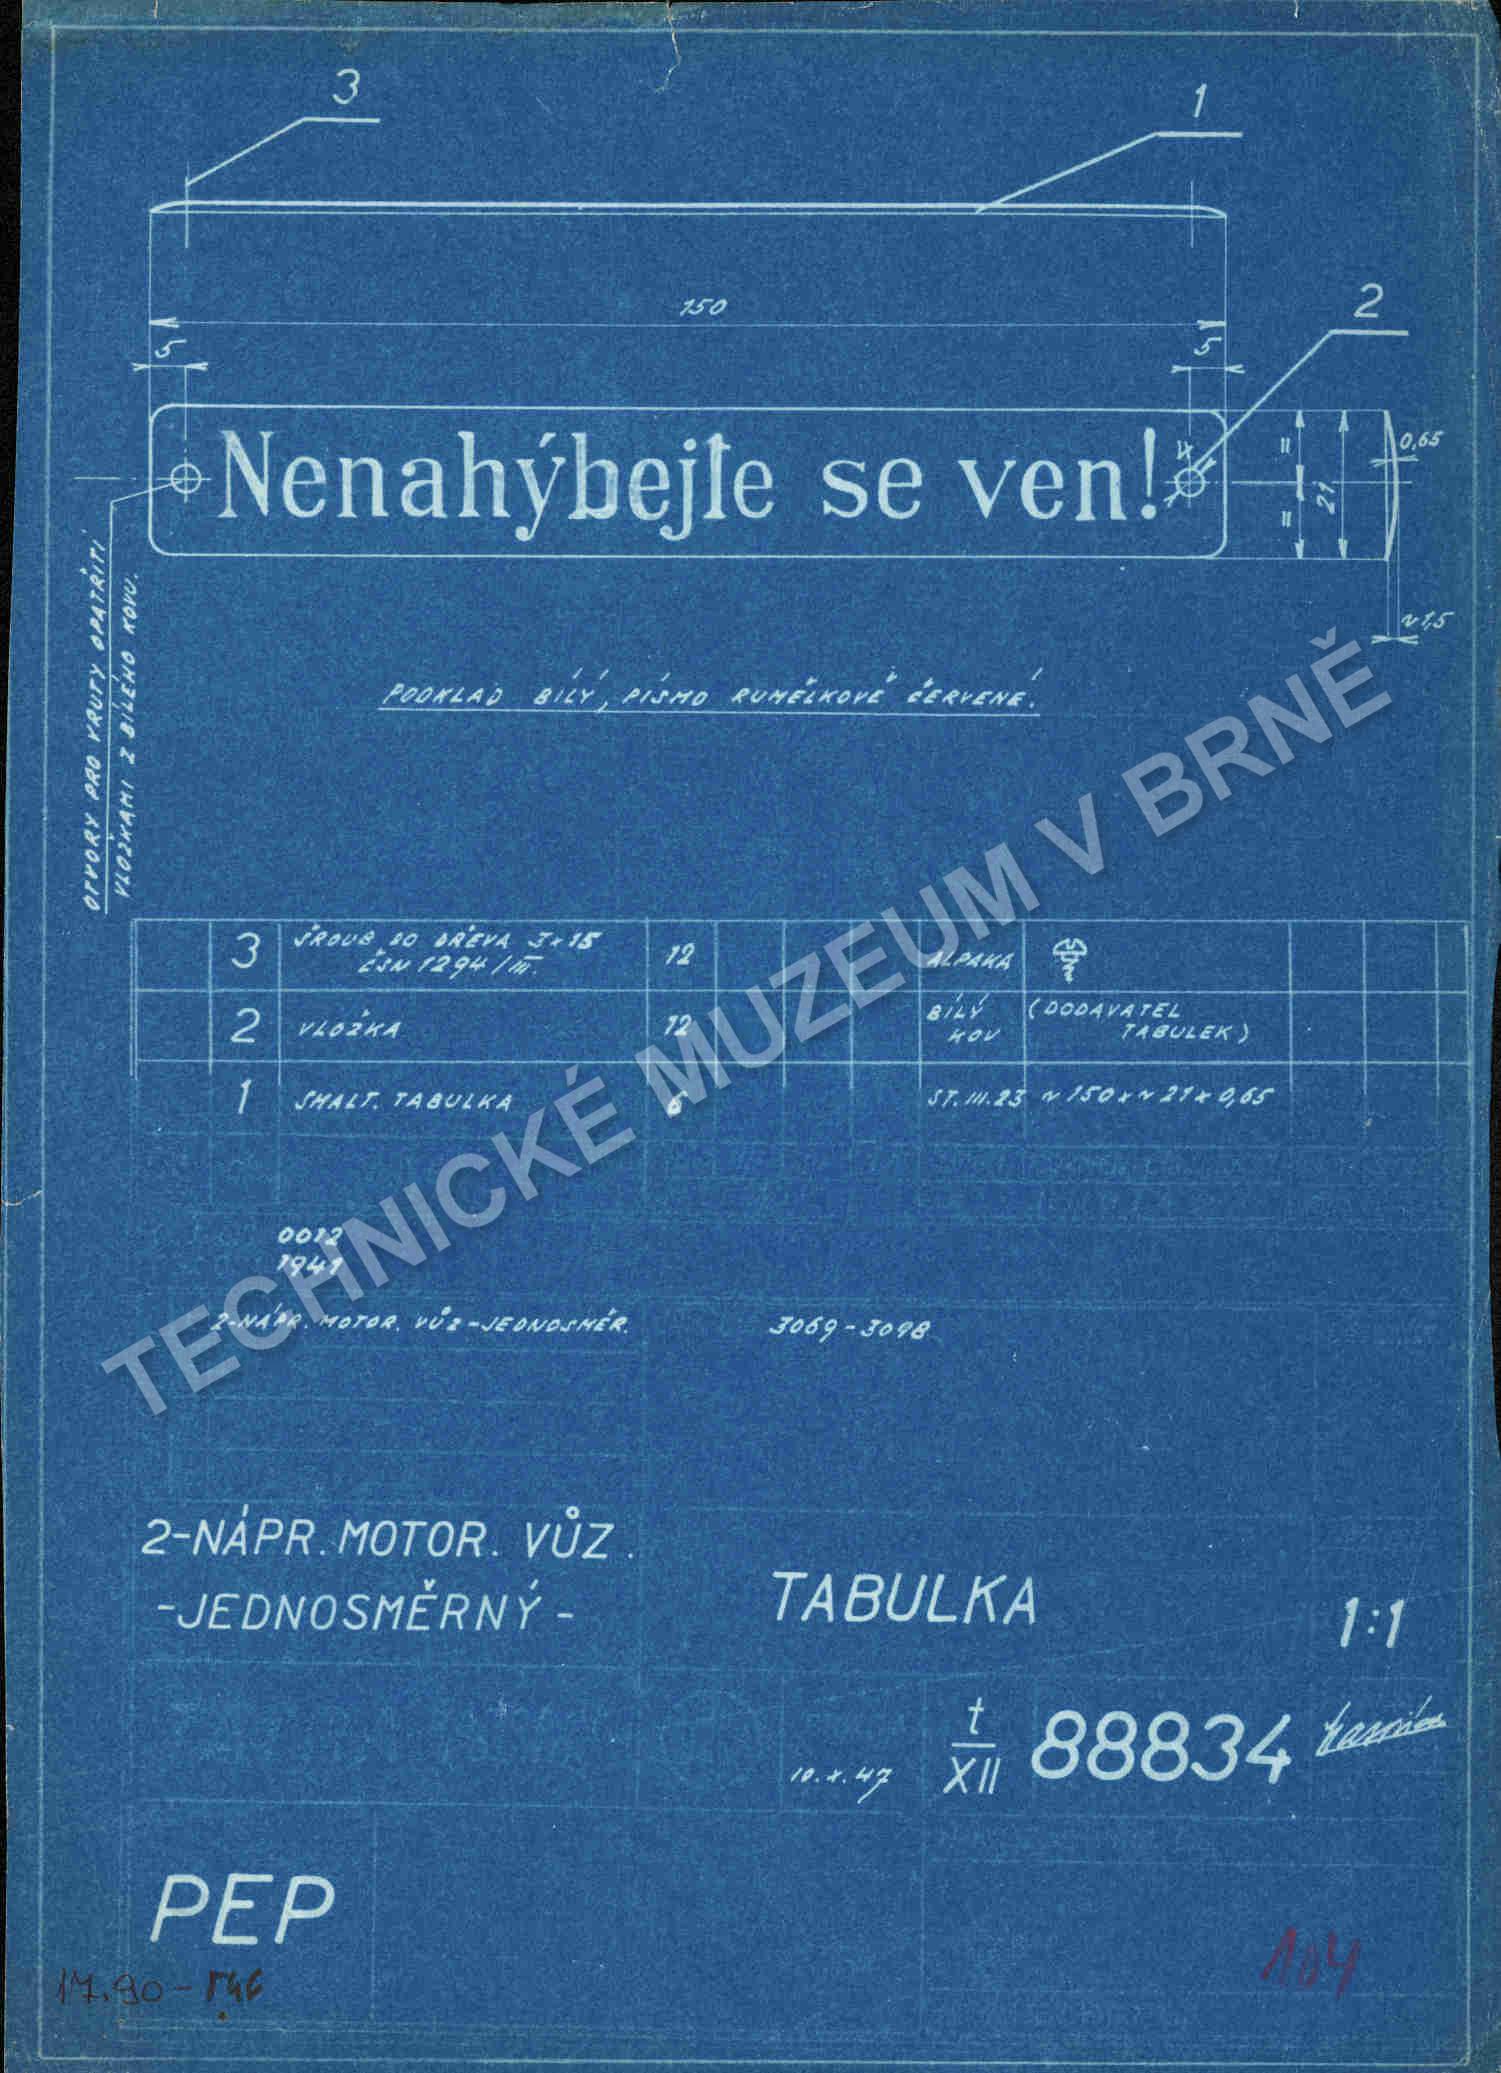 3
1
150
2
5
5
Nenahýbejte se ven!
4
=
=
21
0,65
~1,5
OTVORY PRO VRUTY OPATŘITI
VLOŽKAMI Z BÍLÉHO KOVU.
PODKLAD BÍLÝ, PÍSMO RUMĚLKOVĚ ČERVENÉ!
3 ŠROUB DO DŘEVA 3×15 12 ALPAKA
ČSN 1294/III.
2 VLOŽKA 12 BÍLÝ KOV (DODAVATEL TABULEK)
1 SMALT. TABULKA 6 ST.III.23 ~150×~21×0,65
0012
1941
2-NÁPR. MOTOR. VŮZ-JEDNOSMĚR. 3069-3098
2-NÁPR. MOTOR. VŮZ.
-JEDNOSMĚRNÝ-
TABULKA
1:1
10.X.47
t
XII
88834
PEP
17.90-
104
TECHNICKÉ MUZEUM V BRNĚ